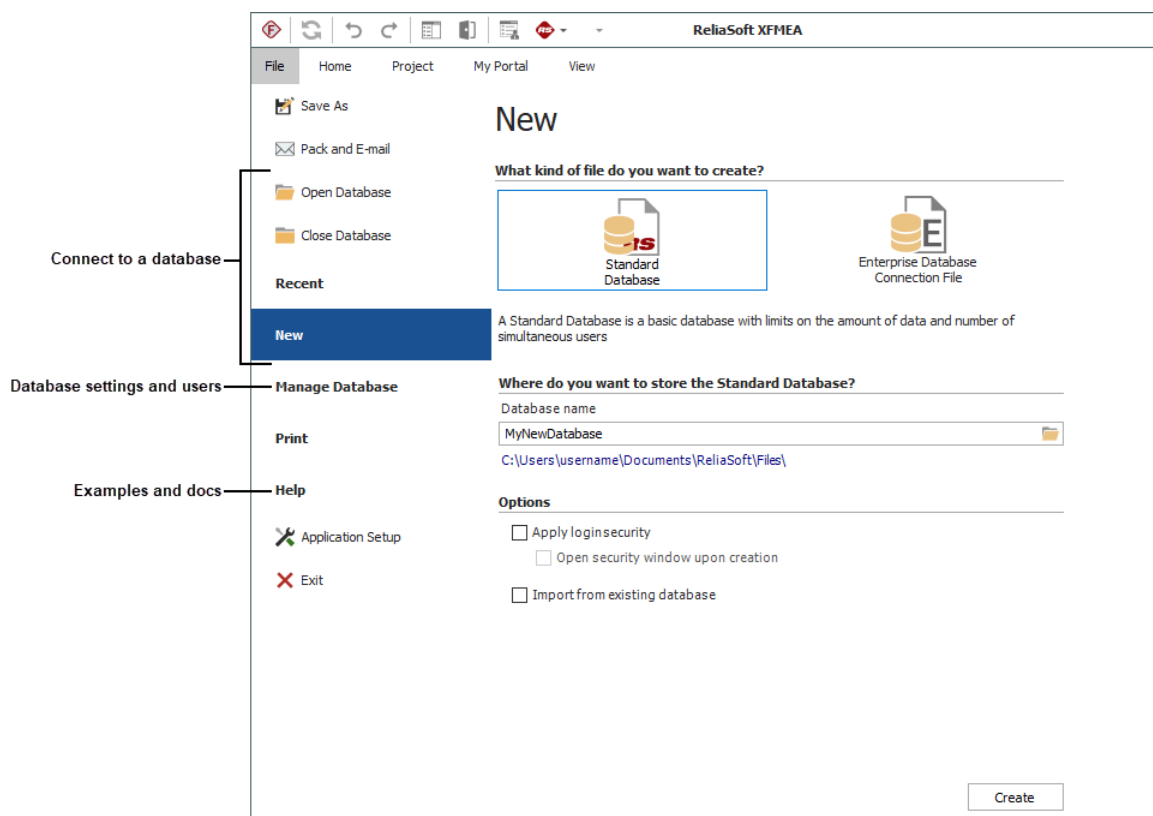 ReliaSoft XFMEA
File Home Project My Portal View
Save As
Pack and E-mail
Open Database
Close Database
Recent
New
Manage Database
Print
Help
Application Setup
Exit
Connect to a database
Database settings and users
Examples and docs
New
What kind of file do you want to create?
RS
Standard
Database
E
Enterprise Database
Connection File
A Standard Database is a basic database with limits on the amount of data and number of
simultaneous users
Where do you want to store the Standard Database?
Database name
MyNewDatabase
C:\Users\username\Documents\ReliaSoft\Files\
Options
Apply login security
Open security window upon creation
Import from existing database
Create